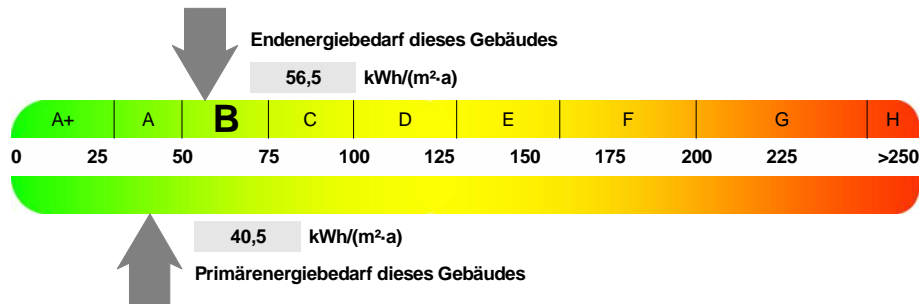 Endenergiebedarf dieses Gebäudes
56,5 kWh/(m²·a)
A+ A B C D E F G H
0 25 50 75 100 125 150 175 200 225 >250
40,5 kWh/(m²·a)
Primärenergiebedarf dieses Gebäudes